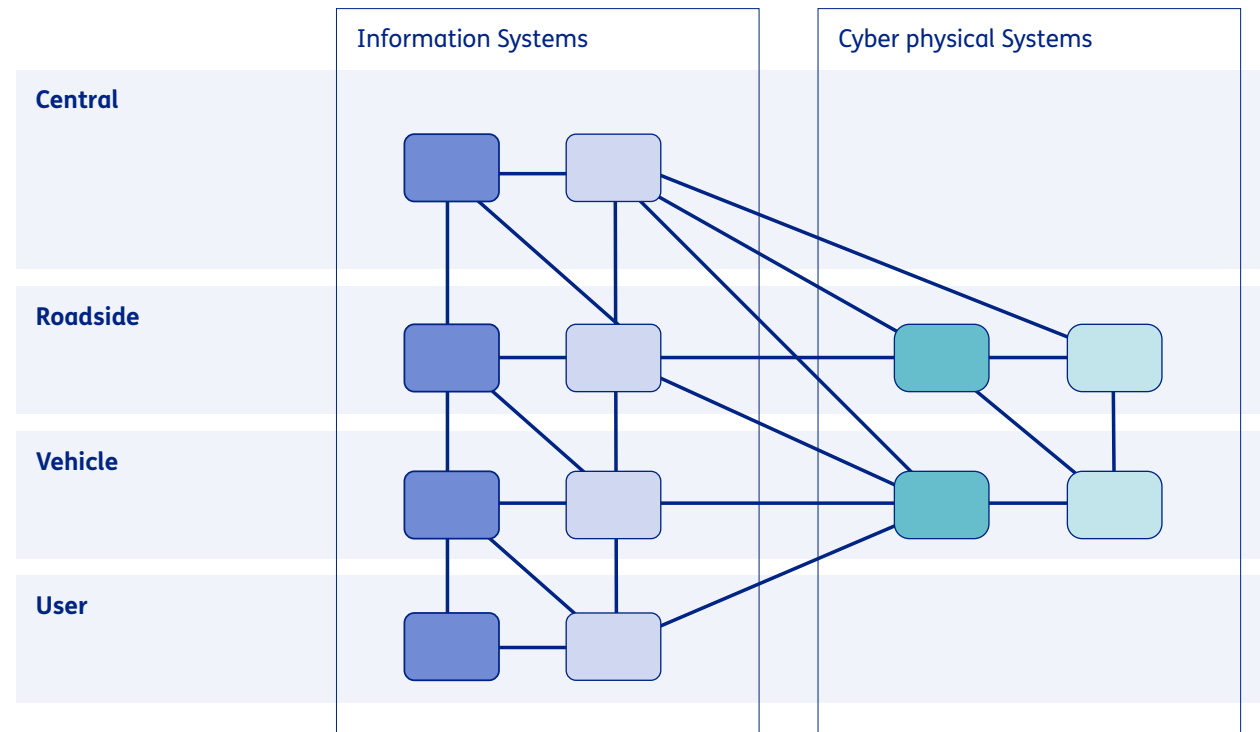 Information Systems
Cyber physical Systems
Central
Roadside
Vehicle
User